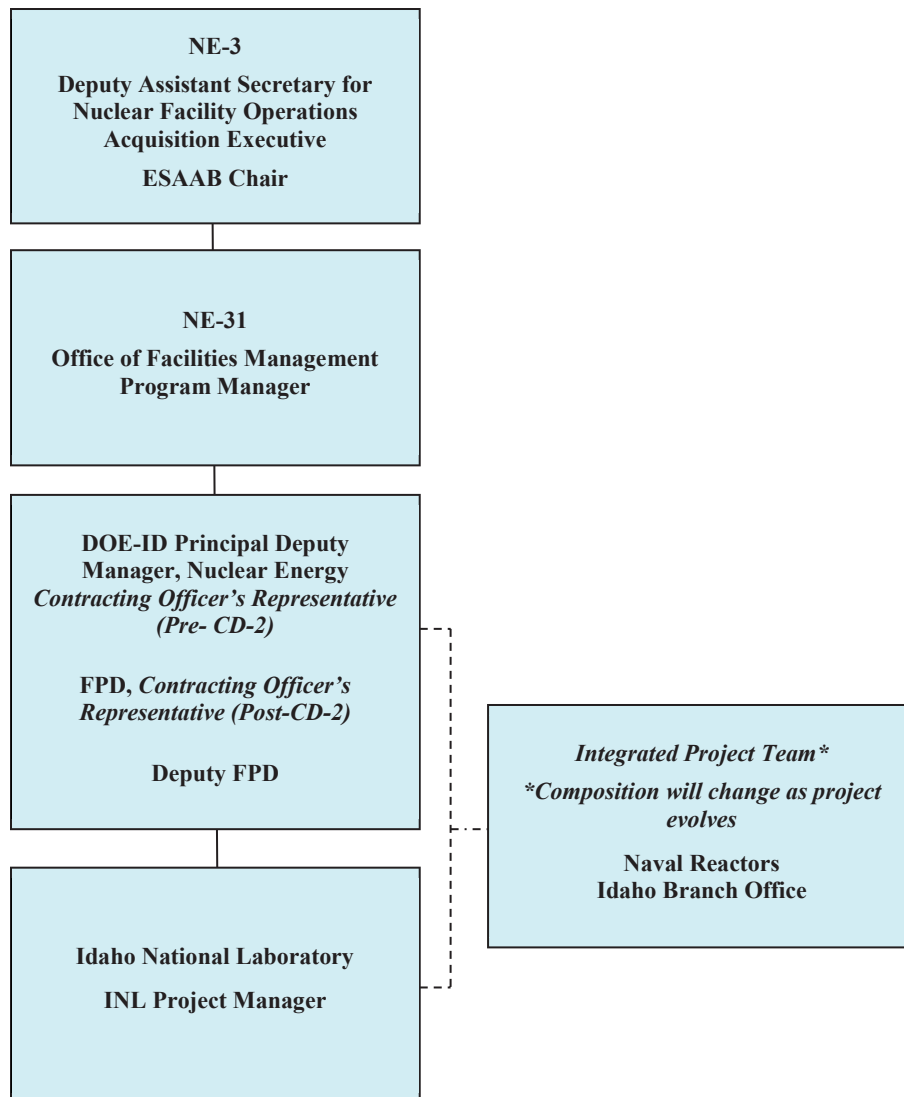 NE-3
Deputy Assistant Secretary for
Nuclear Facility Operations
Acquisition Executive
ESAAB Chair
NE-31
Office of Facilities Management
Program Manager
DOE-ID Principal Deputy
Manager, Nuclear Energy
Contracting Officer’s Representative
(Pre- CD-2)
FPD, Contracting Officer’s
Representative (Post-CD-2)
Deputy FPD
Integrated Project Team*
*Composition will change as project
evolves
Naval Reactors
Idaho Branch Office
Idaho National Laboratory
INL Project Manager